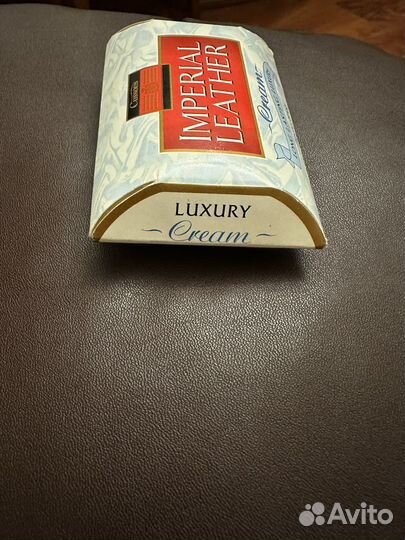 CUSSONS
IMPERIAL
LEATHER
Cream
LUXURY
~ Cream ~
Avito